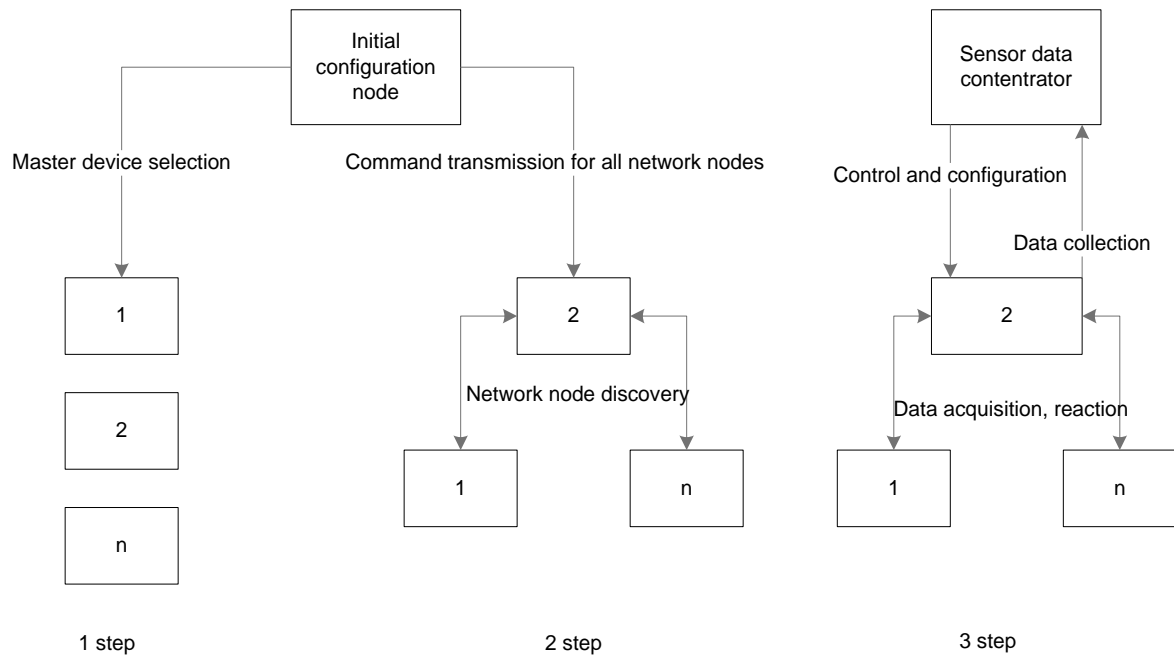 Initial
configuration
node
Sensor data
contentrator
Master device selection
Command transmission for all network nodes
Control and configuration
Data collection
1
2
n
2
Network node discovery
1
n
2
Data acquisition, reaction
1
n
1 step
2 step
3 step